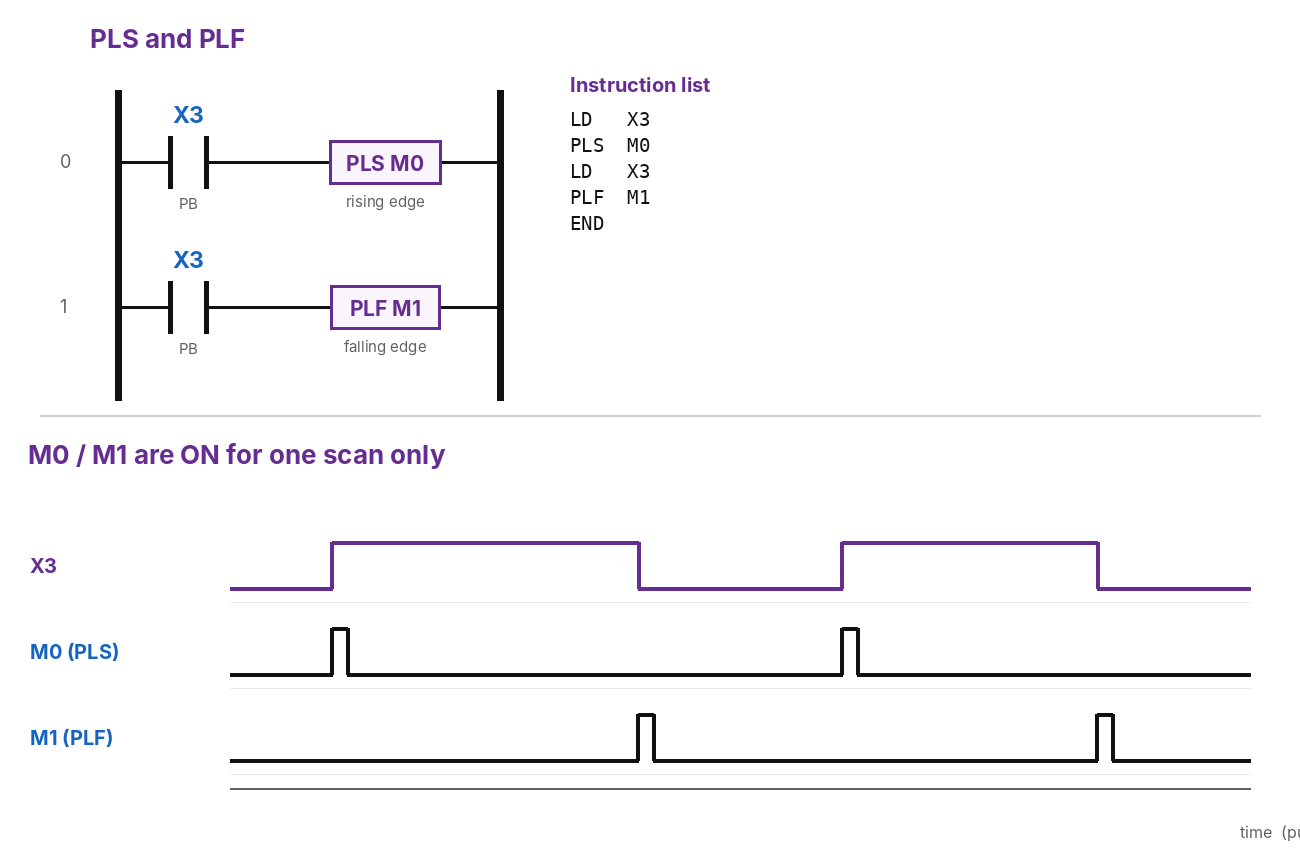 PLS and PLF
X3
0
PLS M0
PB
rising edge
X3
1
PLF M1
PB
falling edge
Instruction list
LD X3
PLS M0
LD X3
PLF M1
END
M0 / M1 are ON for one scan only
X3
M0 (PLS)
M1 (PLF)
time